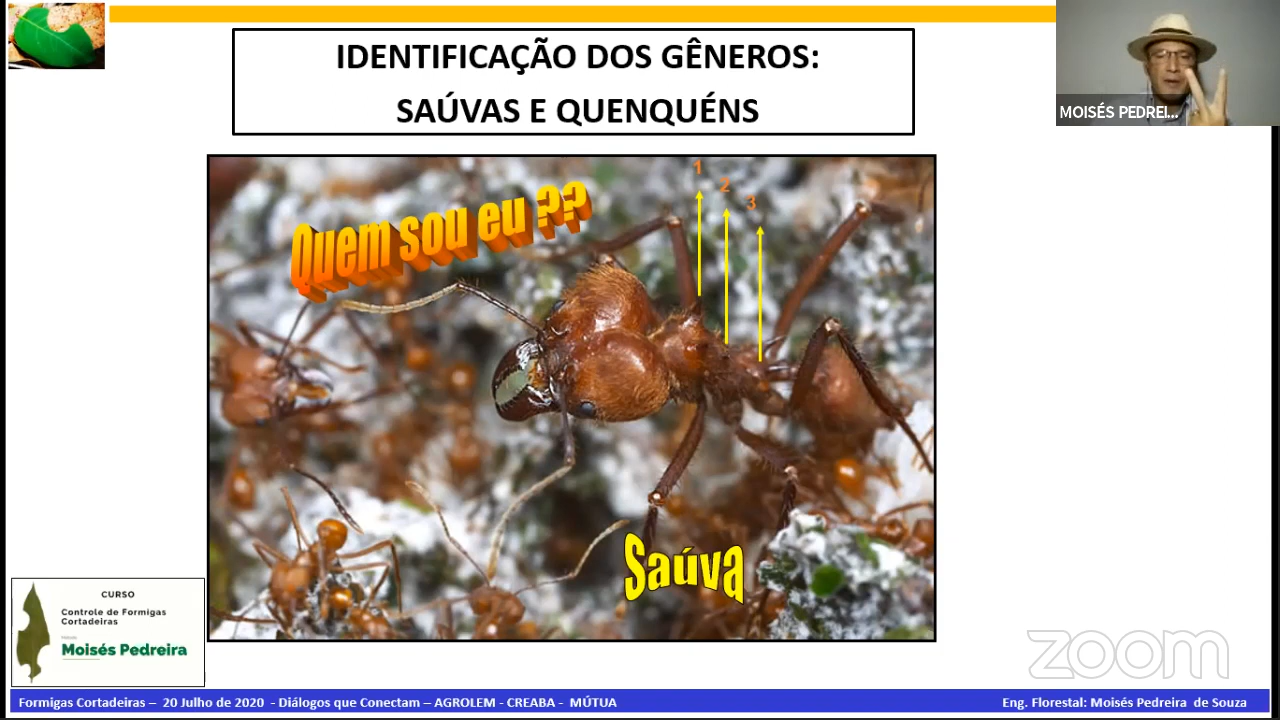 IDENTIFICAÇÃO DOS GÊNEROS:
SAÚVAS E QUENQUÉNS
MOISÉS PEDREI...
Quem sou eu ??
1
2
3
Saúva
CURSO
Controle de Formigas
Cortadeiras
Moisés Pedreira
zoom
Formigas Cortadeiras – 20 Julho de 2020 - Diálogos que Conectam – AGROLEM - CREABA - MÚTUA
Eng. Florestal: Moisés Pedreira de Souza